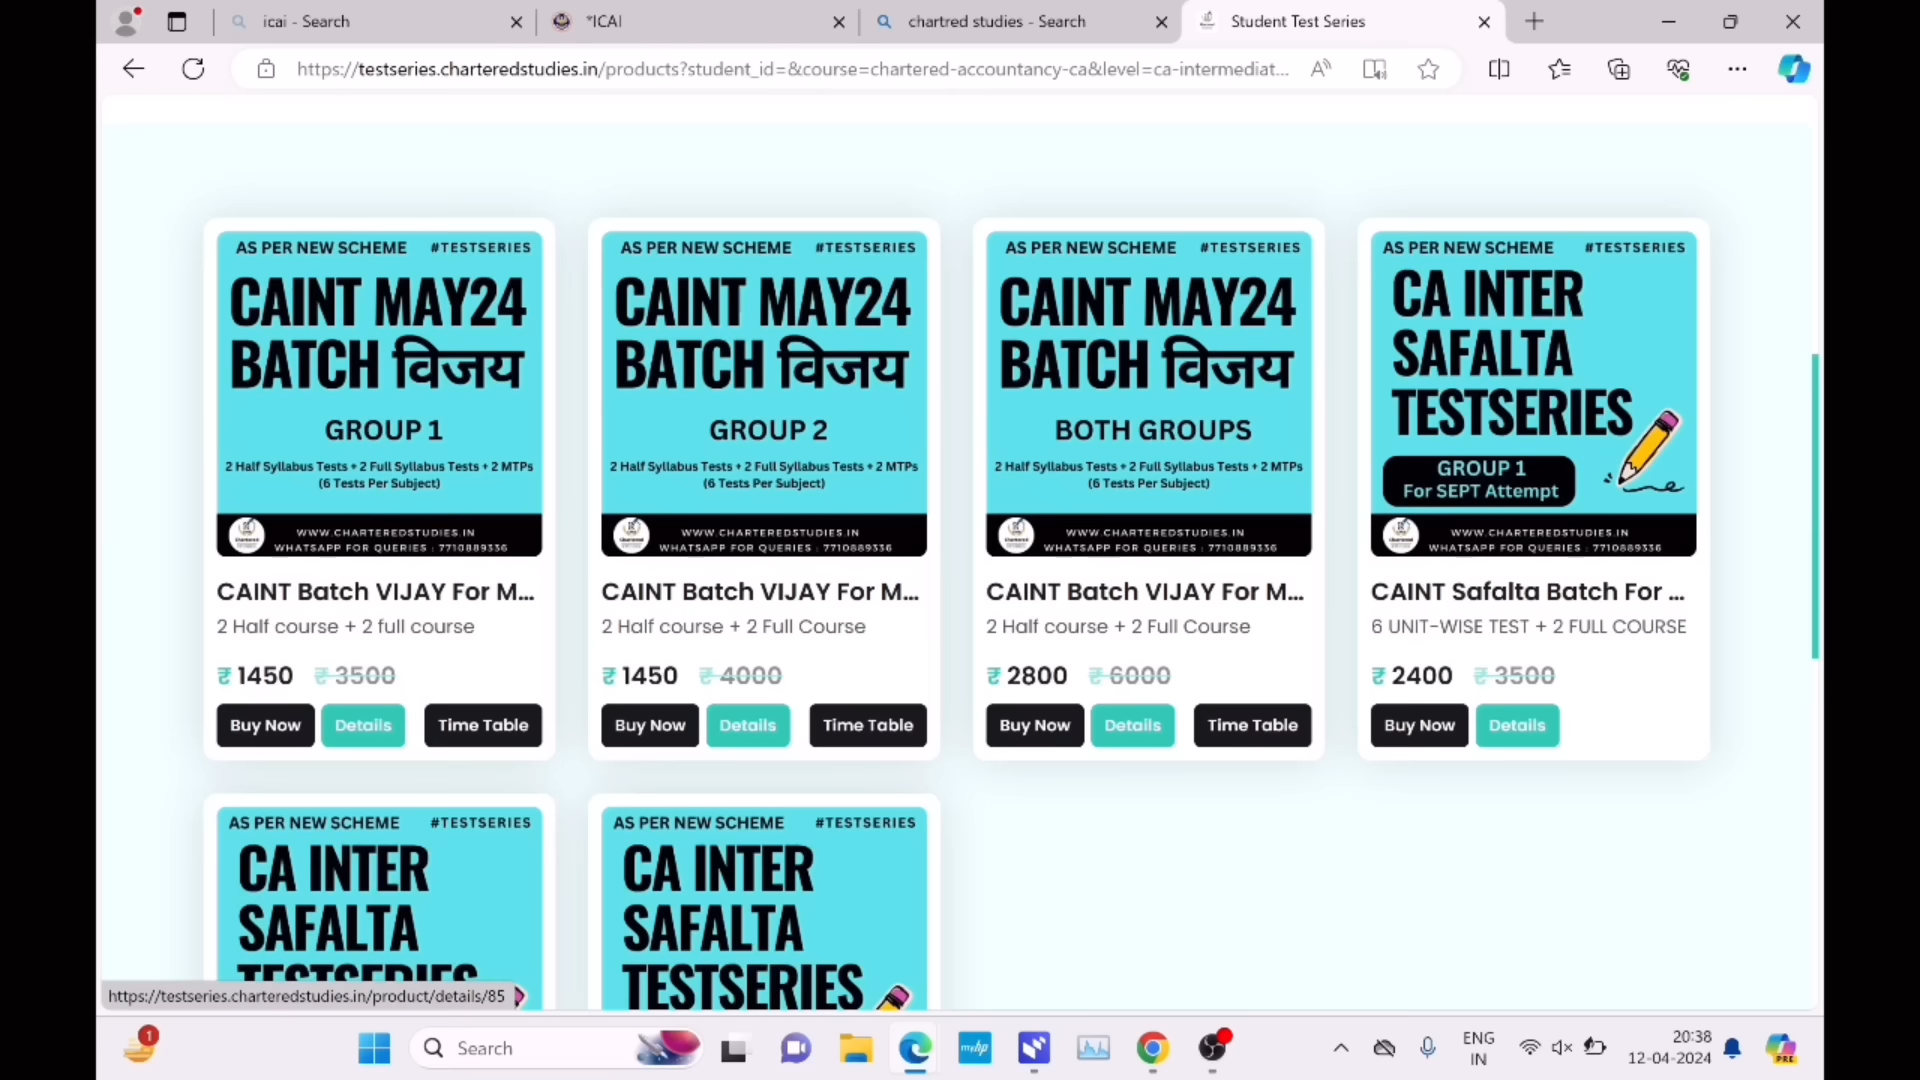 icai - Search
*ICAI
chartred studies - Search
Student Test Series
https://testseries.charteredstudies.in/products?student_id=&course=chartered-accountancy-ca&level=ca-intermediat...
AS PER NEW SCHEME #TESTSERIES
CAINT MAY24
BATCH विजय
GROUP 1
2 Half Syllabus Tests + 2 Full Syllabus Tests + 2 MTPs
(6 Tests Per Subject)
WWW.CHARTEREDSTUDIES.IN
WHATSAPP FOR QUERIES : 7710889336
CAINT Batch VIJAY For M...
2 Half course + 2 full course
₹ 1450 ₹ 3500
Buy Now Details Time Table
AS PER NEW SCHEME #TESTSERIES
CAINT MAY24
BATCH विजय
GROUP 2
2 Half Syllabus Tests + 2 Full Syllabus Tests + 2 MTPs
(6 Tests Per Subject)
WWW.CHARTEREDSTUDIES.IN
WHATSAPP FOR QUERIES : 7710889336
CAINT Batch VIJAY For M...
2 Half course + 2 Full Course
₹ 1450 ₹ 4000
Buy Now Details Time Table
AS PER NEW SCHEME #TESTSERIES
CAINT MAY24
BATCH विजय
BOTH GROUPS
2 Half Syllabus Tests + 2 Full Syllabus Tests + 2 MTPs
(6 Tests Per Subject)
WWW.CHARTEREDSTUDIES.IN
WHATSAPP FOR QUERIES : 7710889336
CAINT Batch VIJAY For M...
2 Half course + 2 Full Course
₹ 2800 ₹ 6000
Buy Now Details Time Table
AS PER NEW SCHEME #TESTSERIES
CA INTER
SAFALTA
TESTSERIES
GROUP 1
For SEPT Attempt
WWW.CHARTEREDSTUDIES.IN
WHATSAPP FOR QUERIES : 7710889336
CAINT Safalta Batch For ...
6 UNIT-WISE TEST + 2 FULL COURSE
₹ 2400 ₹ 3500
Buy Now Details
AS PER NEW SCHEME #TESTSERIES
CA INTER
SAFALTA
TESTSERIES
AS PER NEW SCHEME #TESTSERIES
CA INTER
SAFALTA
TESTSERIES
https://testseries.charteredstudies.in/product/details/85
1
Search
myhp
ENG
IN
20:38
12-04-2024
PRE